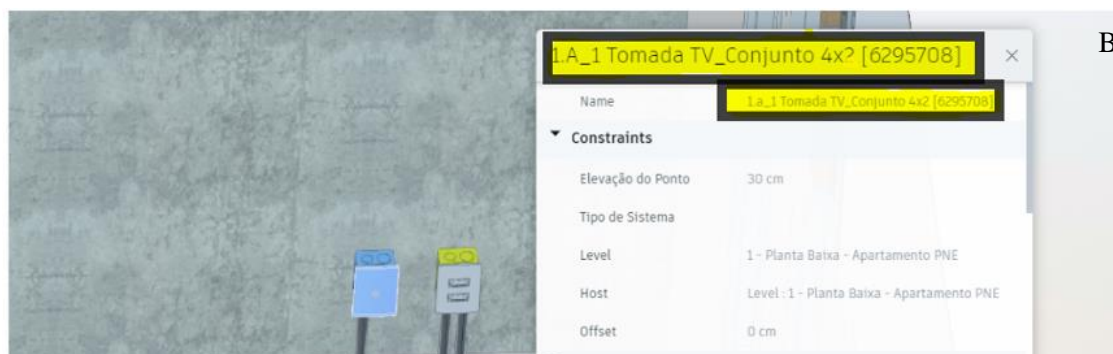 1.A_1 Tomada TV_Conjunto 4x2 [6295708]
B
Name 1.a_1 Tomada TV_Conjunto 4x2 [6295708]
Constraints
Elevação do Ponto 30 cm
Tipo de Sistema
Level 1 - Planta Baixa - Apartamento PNE
Host Level : 1 - Planta Baixa - Apartamento PNE
Offset 0 cm